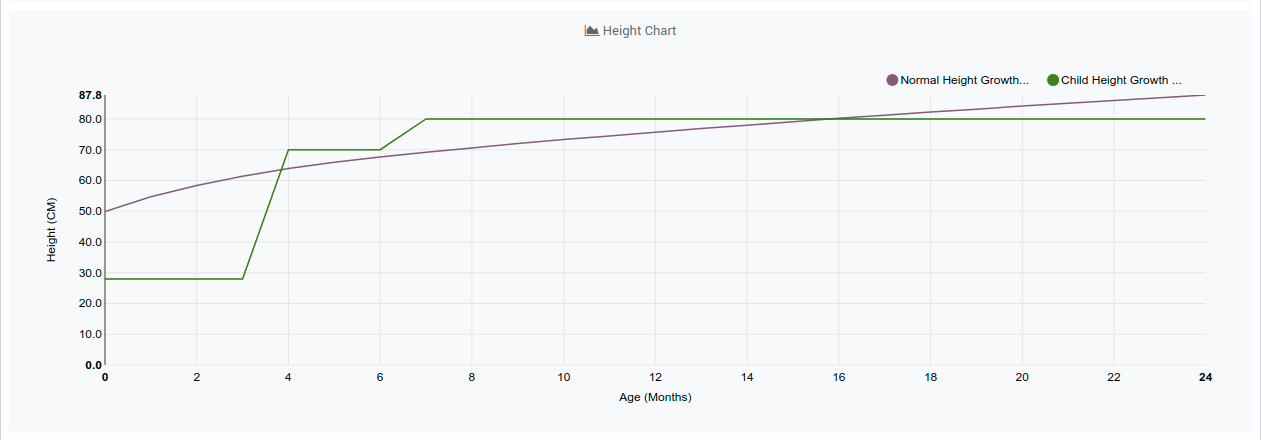 Height Chart
Normal Height Growth... Child Height Growth ...
87.8
80.0
70.0
60.0
50.0
40.0
30.0
20.0
10.0
0.0
Height (CM)
0 2 4 6 8 10 12 14 16 18 20 22 24
Age (Months)